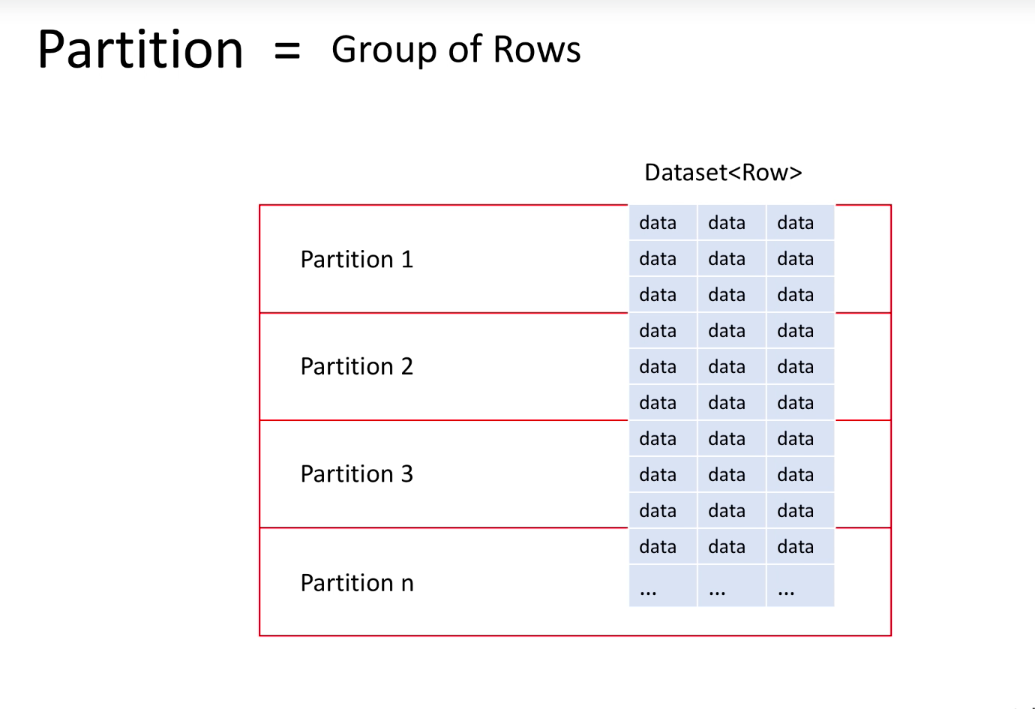 Partition = Group of Rows
Dataset<Row>
data data data
Partition 1 data data data
data data data
data data data
Partition 2 data data data
data data data
data data data
Partition 3 data data data
data data data
data data data
Partition n ... ... ...